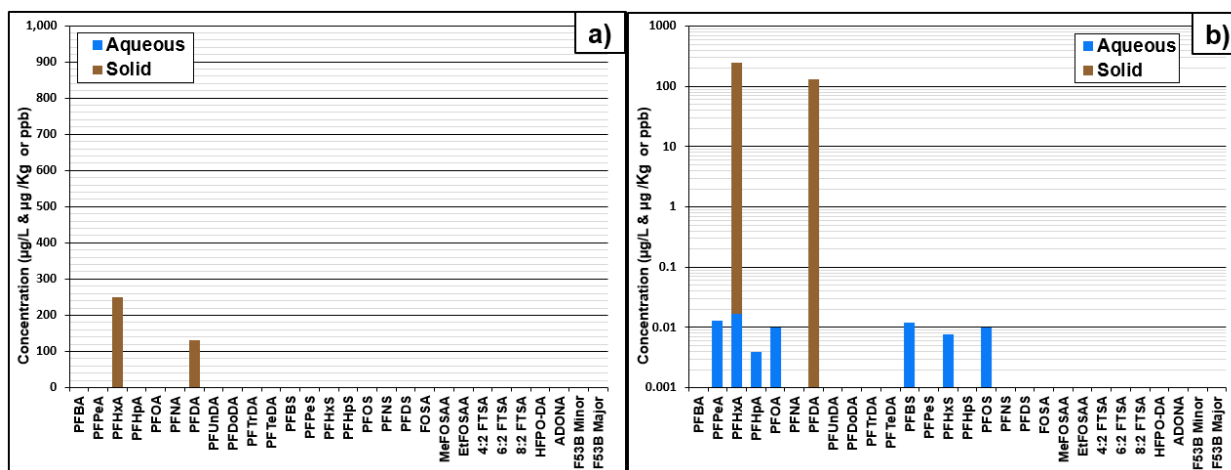 a)
Aqueous
Solid
Concentration (µg/L & µg /Kg or ppb)
1,000
900
800
700
600
500
400
300
200
100
0
PFBA
PFPeA
PFHxA
PFHpA
PFOA
PFNA
PFDA
PFUnDA
PFDoDA
PFTrDA
PFTeDA
PFBS
PFPeS
PFHxS
PFHpS
PFOS
PFNS
PFDS
FOSA
MeFOSAA
EtFOSAA
4:2 FTSA
6:2 FTSA
8:2 FTSA
HFPO-DA
ADONA
F53B Minor
F53B Major
b)
Aqueous
Solid
Concentration (µg/L & µg /Kg or ppb)
1000
100
10
1
0.1
0.01
0.001
PFBA
PFPeA
PFHxA
PFHpA
PFOA
PFNA
PFDA
PFUnDA
PFDoDA
PFTrDA
PFTeDA
PFBS
PFPeS
PFHxS
PFHpS
PFOS
PFNS
PFDS
FOSA
MeFOSAA
EtFOSAA
4:2 FTSA
6:2 FTSA
8:2 FTSA
HFPO-DA
ADONA
F53B Minor
F53B Major